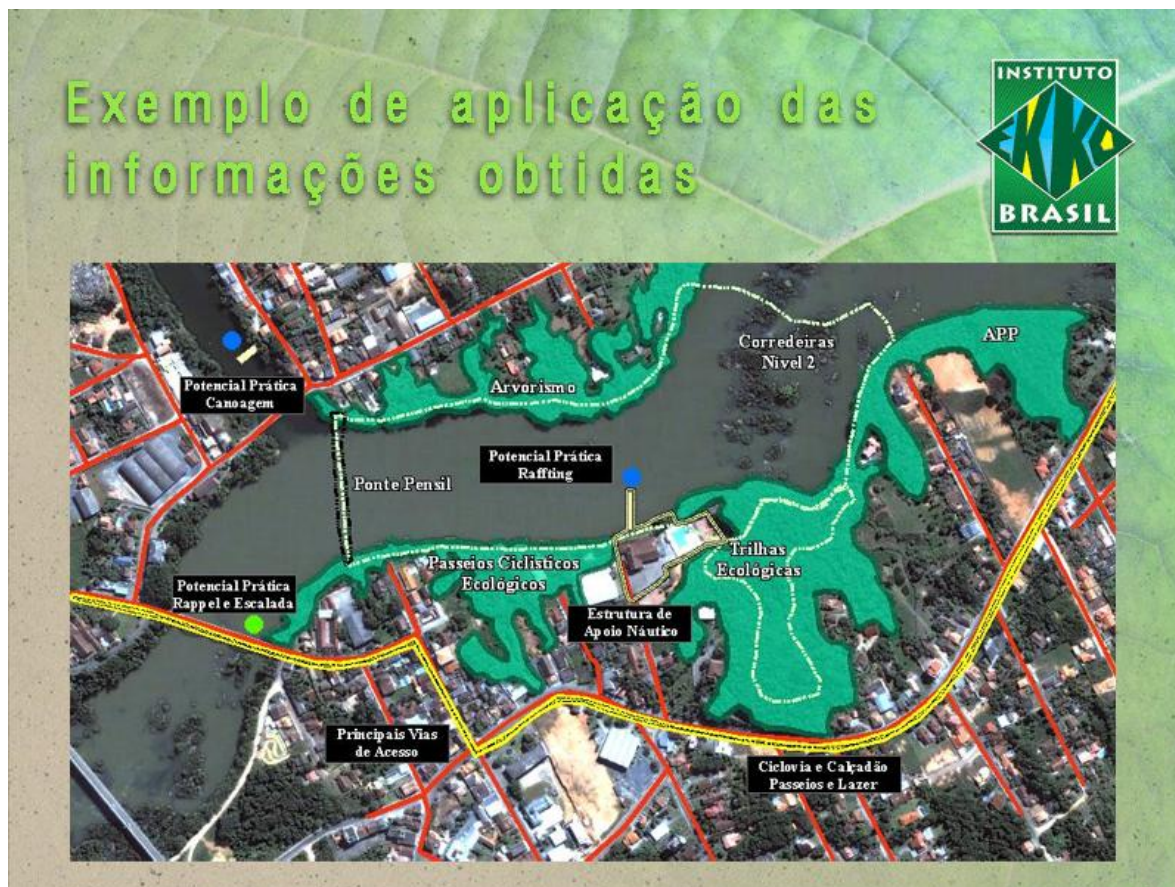 Exemplo de aplicação das
informações obtidas
INSTITUTO
EKKO
BRASIL
Corredeiras
Nivel 2
APP
Potencial Prática
Canoagem
Arvorismo
Potencial Prática
Raffting
Ponte Pensil
Passeios Ciclísticos
Ecológicos
Trilhas
Ecológicas
Potencial Prática
Rappel e Escalada
Estrutura de
Apoio Náutico
Principais Vias
de Acesso
Ciclovia e Calçadão
Passeios e Lazer